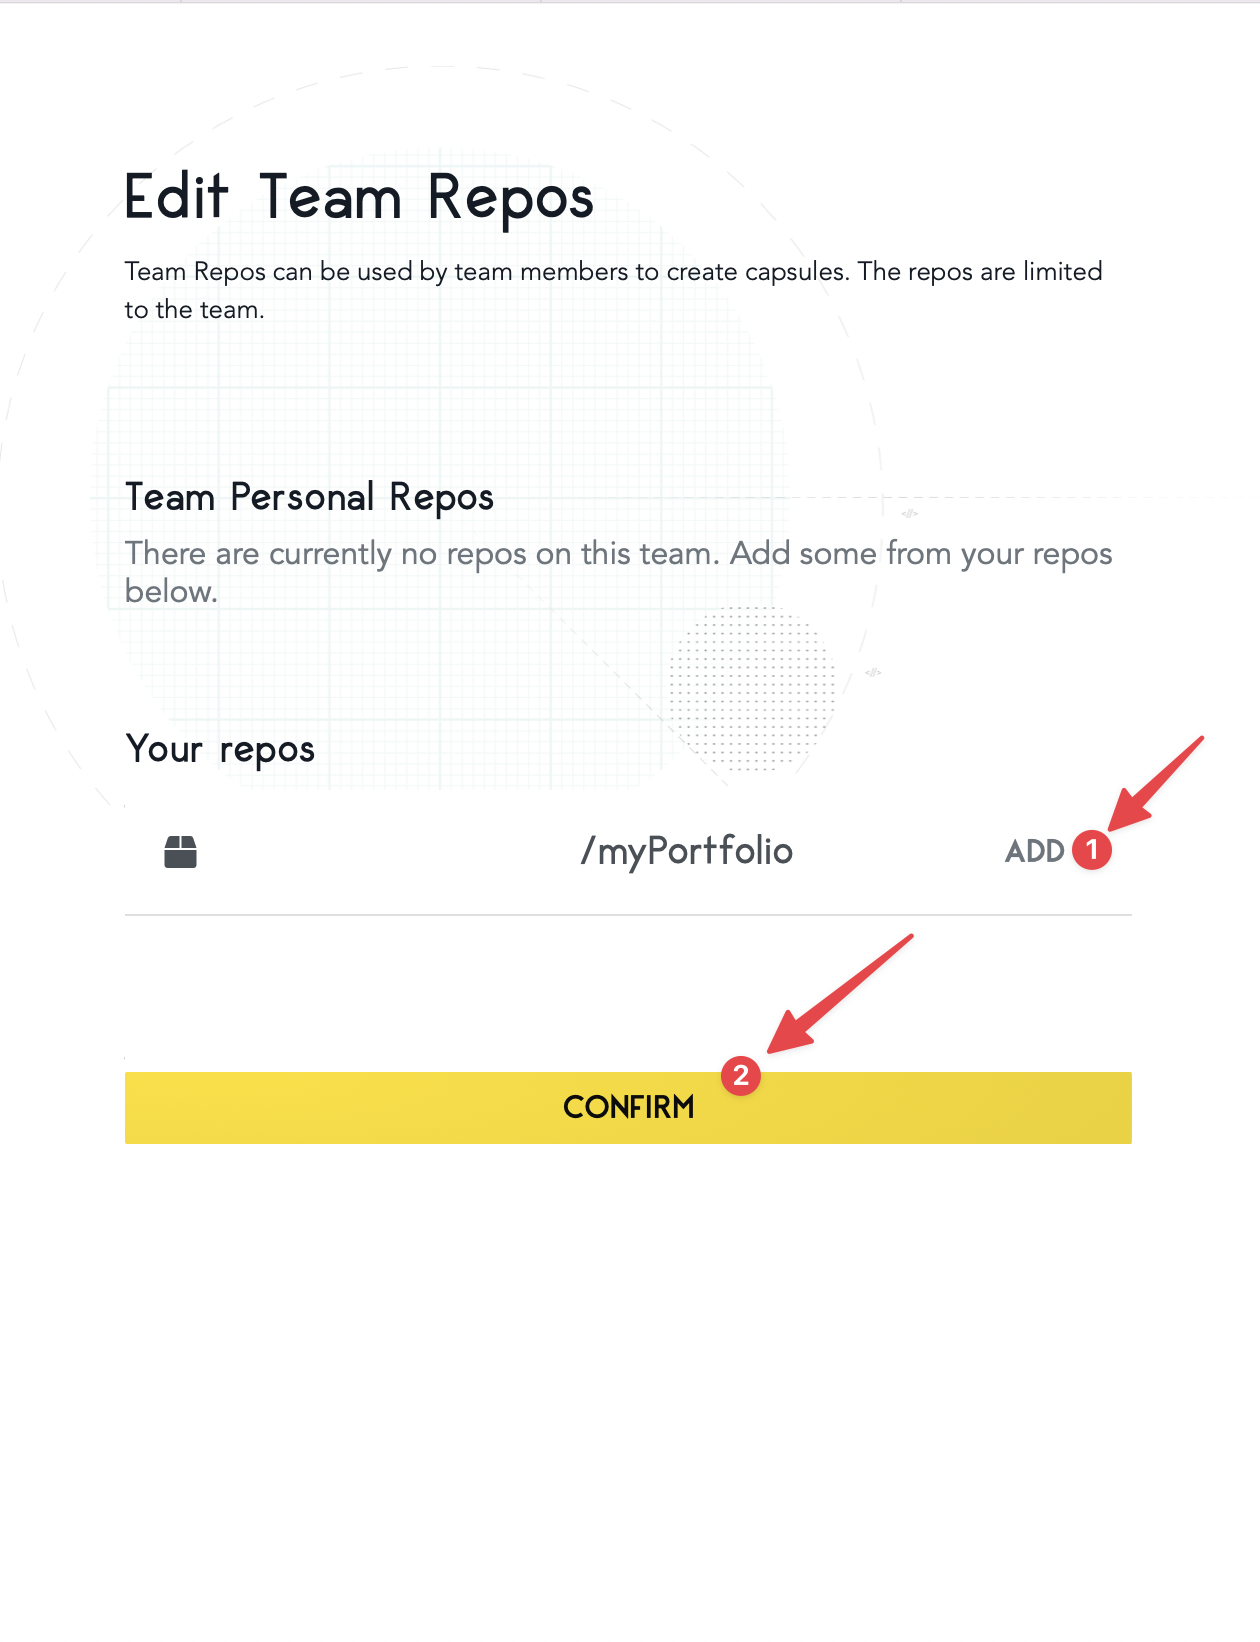 Edit Team Repos
Team Repos can be used by team members to create capsules. The repos are limited
to the team.
Team Personal Repos
There are currently no repos on this team. Add some from your repos
below.
Your repos
/myPortfolio ADD 1
2
CONFIRM